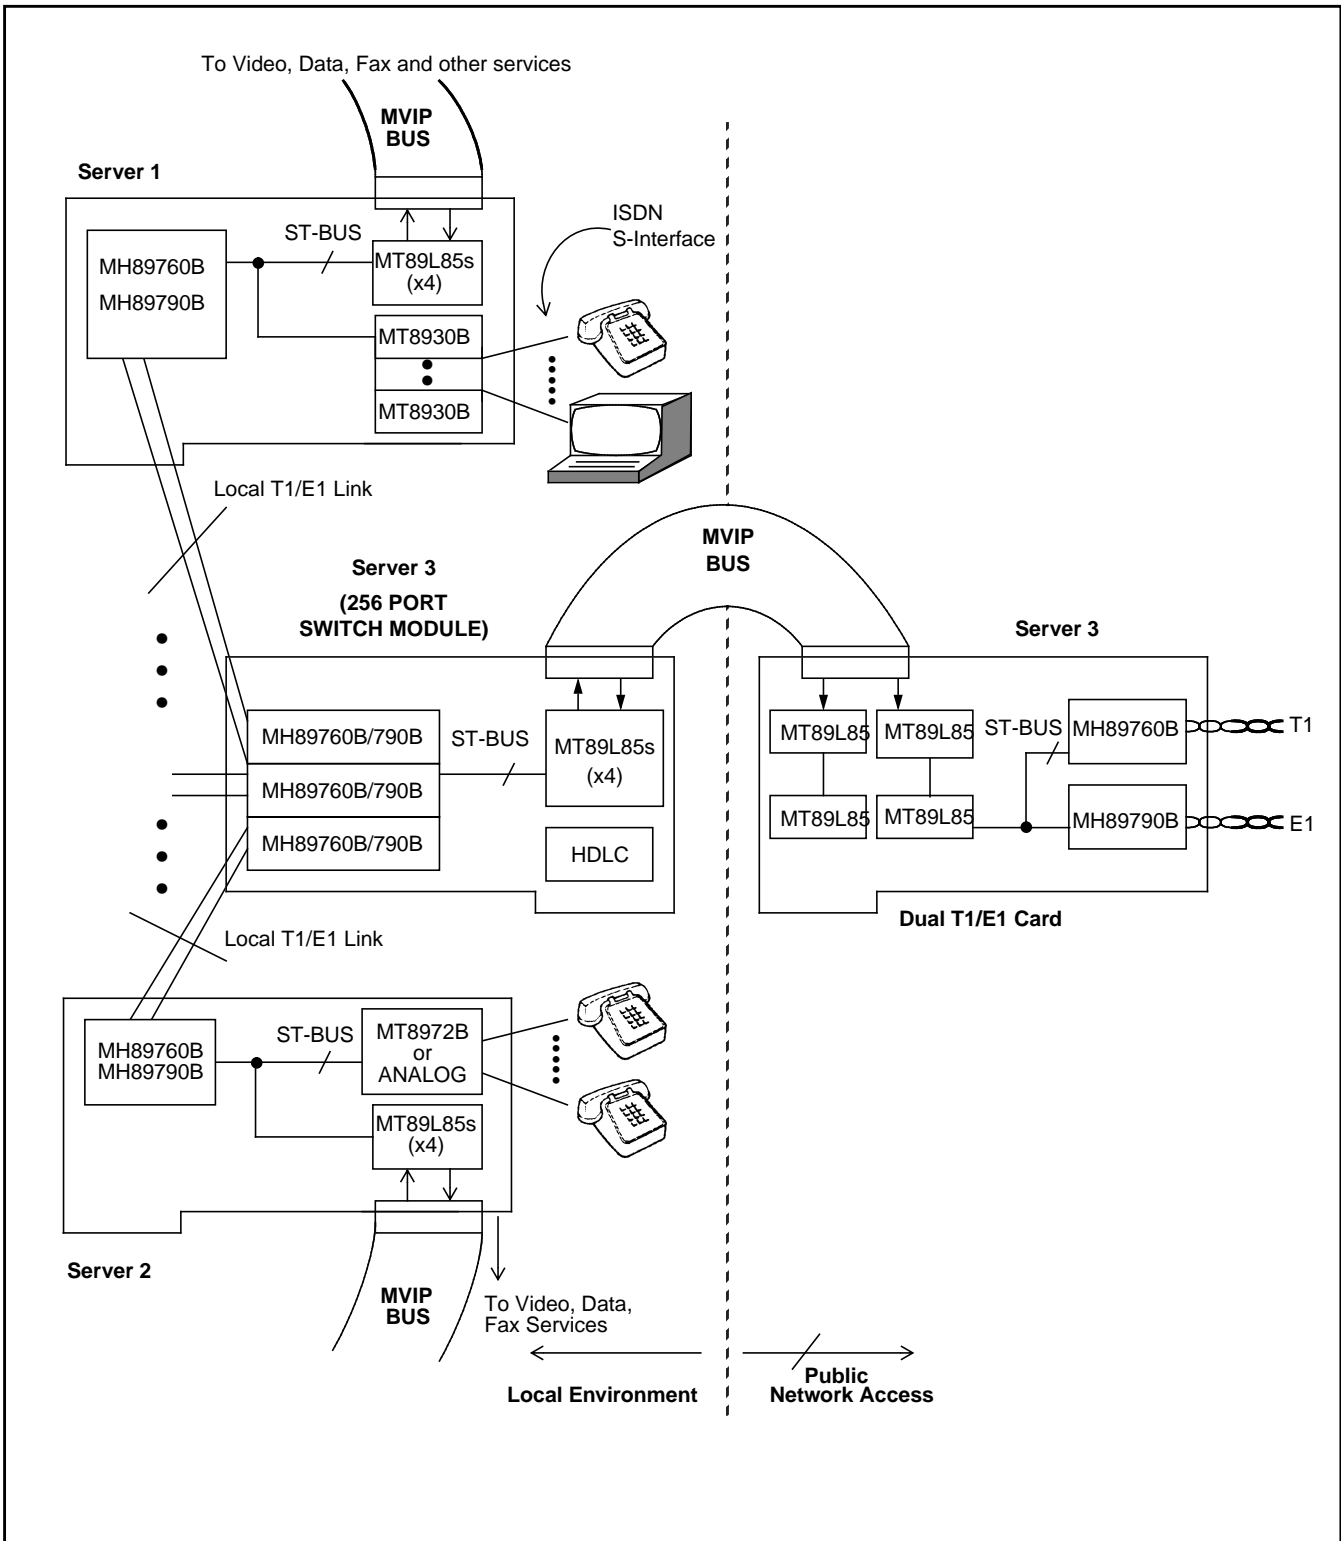 To Video, Data, Fax and other services
MVIP
BUS
Server 1
ISDN
S-Interface
ST-BUS
MH89760B
MH89790B
MT89L85s
(x4)
MT8930B
MT8930B
Local T1/E1 Link
MVIP
BUS
Server 3
(256 PORT
SWITCH MODULE)
Server 3
MH89760B/790B
MH89760B/790B
MH89760B/790B
ST-BUS
MT89L85s
(x4)
HDLC
MT89L85
MT89L85
MT89L85
MT89L85
ST-BUS
MH89760B
T1
MH89790B
E1
Dual T1/E1 Card
Local T1/E1 Link
MH89760B
MH89790B
ST-BUS
MT8972B
or
ANALOG
MT89L85s
(x4)
Server 2
MVIP
BUS
To Video, Data,
Fax Services
Local Environment
Public
Network Access